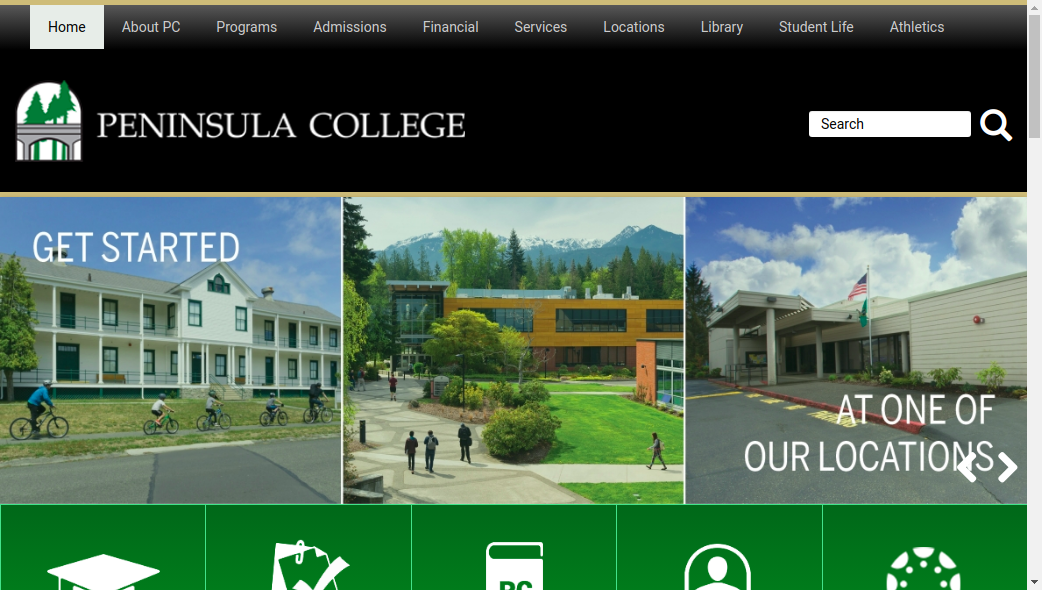 Home About PC Programs Admissions Financial Services Locations Library Student Life Athletics
PENINSULA COLLEGE
Search
GET STARTED
AT ONE OF
OUR LOCATIONS
PC